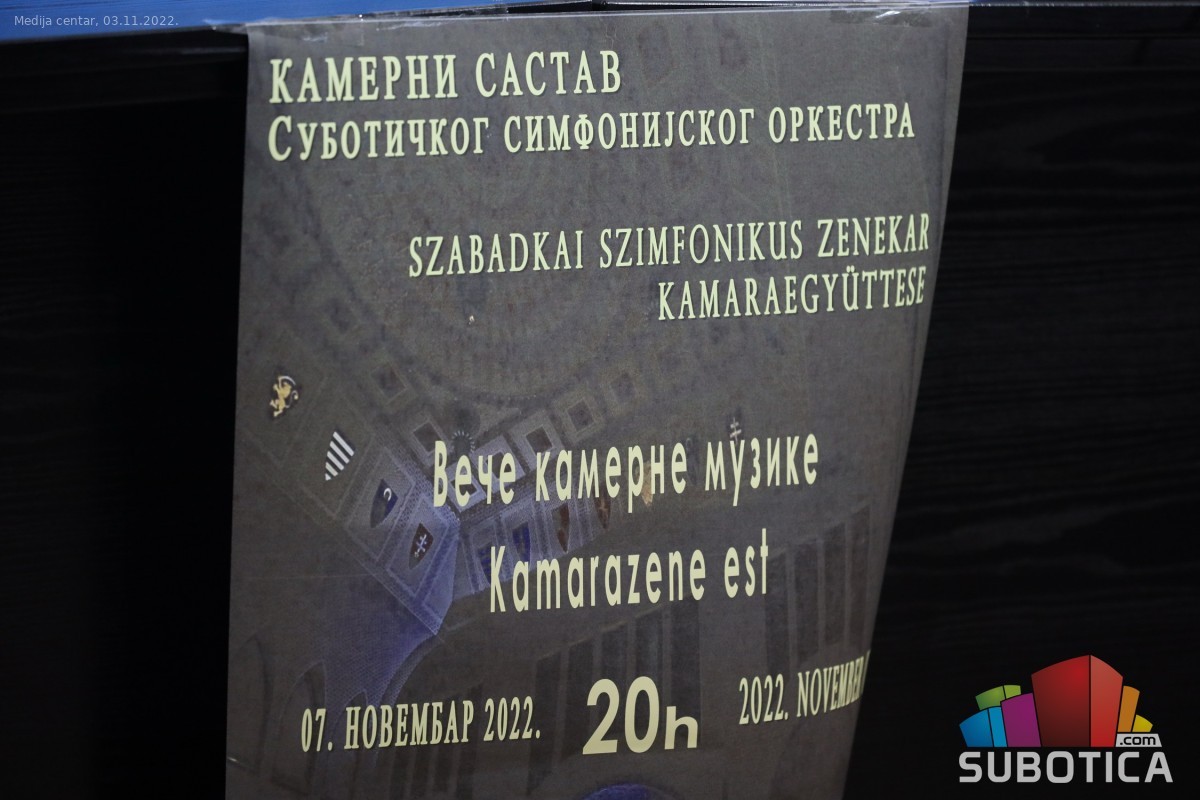 Medija centar, 03.11.2022.
КАМЕРНИ САСТАВ
СУБОТИЧКОГ СИМФОНИЈСКОГ ОРКЕСТРА
SZABADKAI SZIMFONIKUS ZENEKAR
KAMARAEGYÜTTESE
Вече камерне музике
Kamarazene est
07. НОВЕМБАР 2022.
20h
2022. NOVEMBER
.com
SUBOTICA